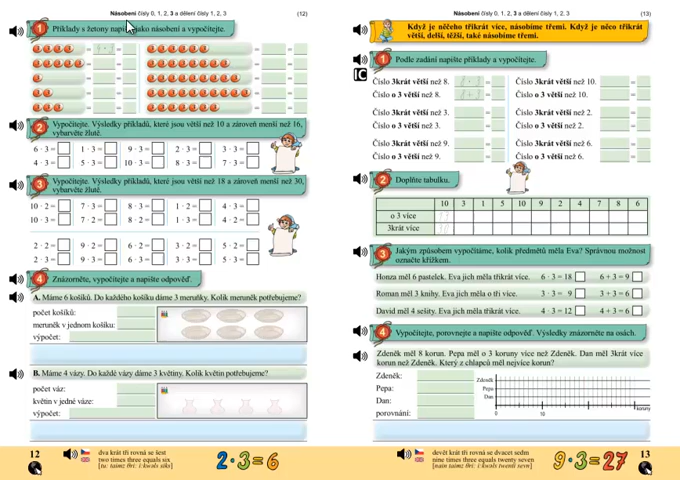 Násobení čísly 0, 1, 2, 3 a dělení čísly 1, 2, 3
(12)
1 Příklady s žetony jako násobení a vypočítejte.
2 Vypočítejte. Výsledky příkladů, které jsou větší než 10 a zároveň menší než 16,
vybarvěte žlutě.
6 · 3 = 1 · 3 = 9 · 3 = 2 · 3 = 3 · 3 =
4 · 3 = 5 · 3 = 10 · 3 = 8 · 3 = 7 · 3 =
3 Vypočítejte. Výsledky příkladů, které jsou větší než 18 a zároveň menší než 30,
vybarvěte žlutě.
10 · 2 = 7 · 3 = 8 · 3 = 1 · 3 = 4 · 3 =
10 · 3 = 7 · 2 = 8 · 2 = 1 · 3 = 4 · 2 =
2 · 2 = 9 · 2 = 6 · 2 = 3 · 2 = 5 · 2 =
2 · 3 = 9 · 3 = 6 · 3 = 3 · 3 = 5 · 3 =
4 Znázorněte, vypočítejte a napište odpověď.
A. Máme 6 košíků. Do každého košíku dáme 3 meruňky. Kolik meruněk potřebujeme?
počet košíků:
meruněk v jednom košíku:
výpočet:
B. Máme 4 vázy. Do každé vázy dáme 3 květiny. Kolik květin potřebujeme?
počet váz:
květin v jedné váze:
výpočet:
12
dva krát tři rovná se šest
two times three equals six
2·3=6
Násobení čísly 0, 1, 2, 3 a dělení čísly 1, 2, 3
(13)
Když je něčeho třikrát více, násobíme třemi. Když je něco třikrát
větší, delší, těžší, také násobíme třemi.
1 Podle zadání napište příklady a vypočítejte.
Číslo 3krát větší než 8. = Číslo 3krát větší než 10. =
Číslo o 3 větší než 8. = Číslo o 3 větší než 10. =
Číslo 3krát větší než 3. = Číslo 3krát větší než 2. =
Číslo o 3 větší než 3. = Číslo o 3 větší než 2. =
Číslo 3krát větší než 9. = Číslo 3krát větší než 6. =
Číslo o 3 větší než 9. = Číslo o 3 větší než 6. =
2 Doplňte tabulku.
10 3 1 5 10 9 2 4 7 8 6
o 3 více
3krát více
3 Jakým způsobem vypočítáme, kolik předmětů měla Eva? Správnou možnost
označte křížkem.
Honza měl 6 pastelek. Eva jich měla třikrát více. 6 · 3 = 18 6 + 3 = 9
Roman měl 3 knihy. Eva jich měla o tři více. 3 · 3 = 9 3 + 3 = 6
David měl 4 sešity. Eva jich měla třikrát více. 4 · 3 = 12 4 + 3 = 6
4 Vypočítejte, porovnejte a napište odpověď. Výsledky znázorněte na osách.
Zdeněk měl 8 korun. Pepa měl o 3 koruny více než Zdeněk. Dan měl 3krát více
korun než Zdeněk. Který z chlapců měl nejvíce korun?
Zdeněk:
Pepa:
Dan:
porovnání:
Zdeněk
Pepa
Dan
0 10 koruny
devět krát tři rovná se dvacet sedm
nine times three equals twenty seven
9·3=27
13